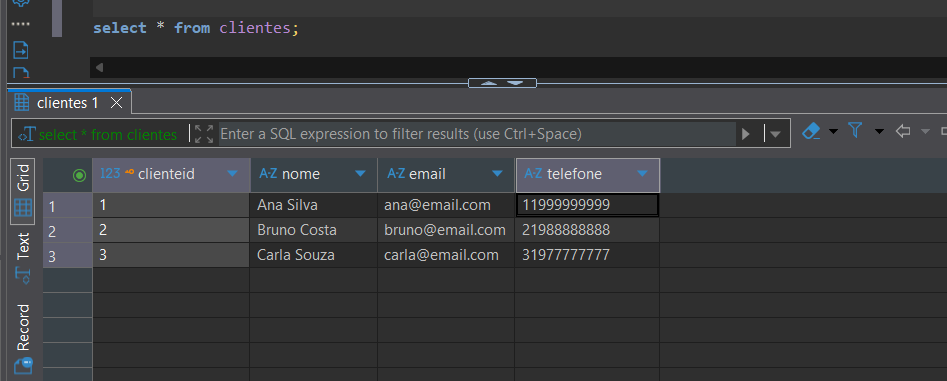 select * from clientes;
clientes 1
select * from clientes Enter a SQL expression to filter results (use Ctrl+Space)
Grid
Text
Record
123 clienteid A-Z nome A-Z email A-Z telefone
1 1 Ana Silva ana@email.com 11999999999
2 2 Bruno Costa bruno@email.com 21988888888
3 3 Carla Souza carla@email.com 31977777777